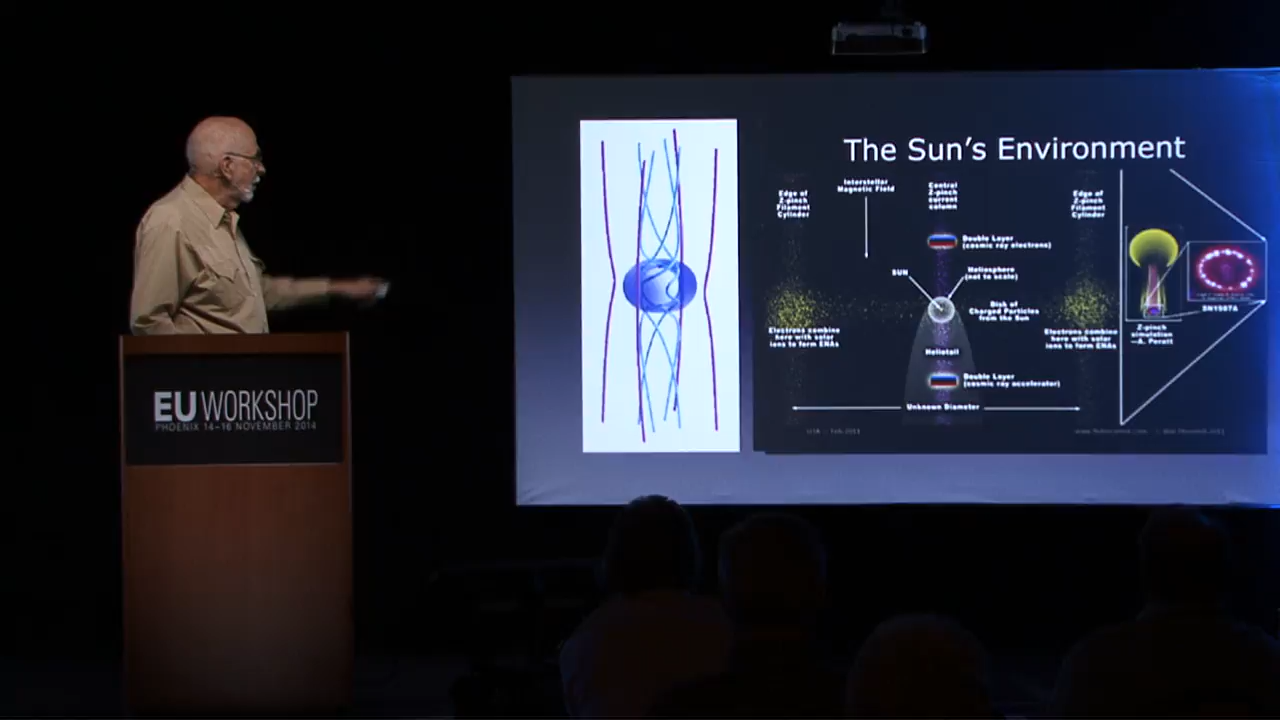 EU WORKSHOP
PHOENIX 14–16 NOVEMBER 2014
The Sun's Environment
Edge of
Z-pinch
Filament
Cylinder
Interstellar
Magnetic Field
Central
Z-pinch
current
column
Edge of
Z-pinch
Filament
Cylinder
Double Layer
(cosmic ray electrons)
SUN
Heliosphere
(not to scale)
Disk of
Charged Particles
from the Sun
Electrons combine
here with solar
ions to form ENAs
Electrons combine
here with solar
ions to form ENAs
Heliotail
Double Layer
(cosmic ray accelerator)
Unknown Diameter
Z-pinch
simulation
—A. Peratt
SN1987A